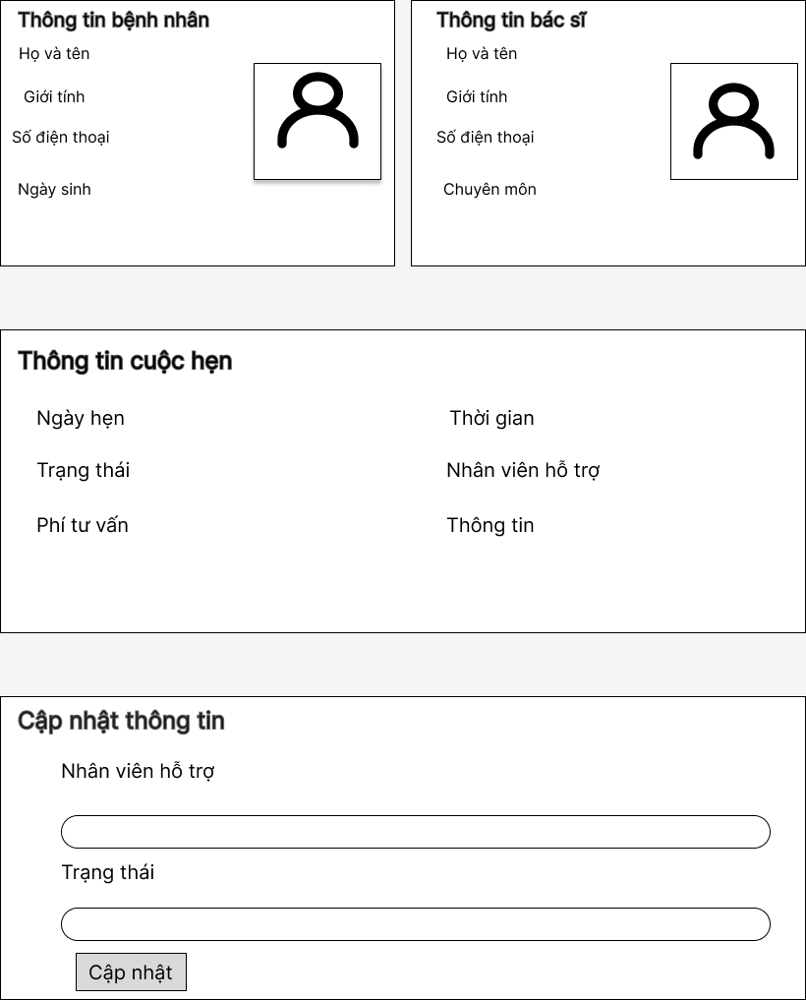 Thông tin bệnh nhân
Họ và tên
Giới tính
Số điện thoại
Ngày sinh
Thông tin bác sĩ
Họ và tên
Giới tính
Số điện thoại
Chuyên môn
Thông tin cuộc hẹn
Ngày hẹn
Thời gian
Trạng thái
Nhân viên hỗ trợ
Phí tư vấn
Thông tin
Cập nhật thông tin
Nhân viên hỗ trợ
Trạng thái
Cập nhật